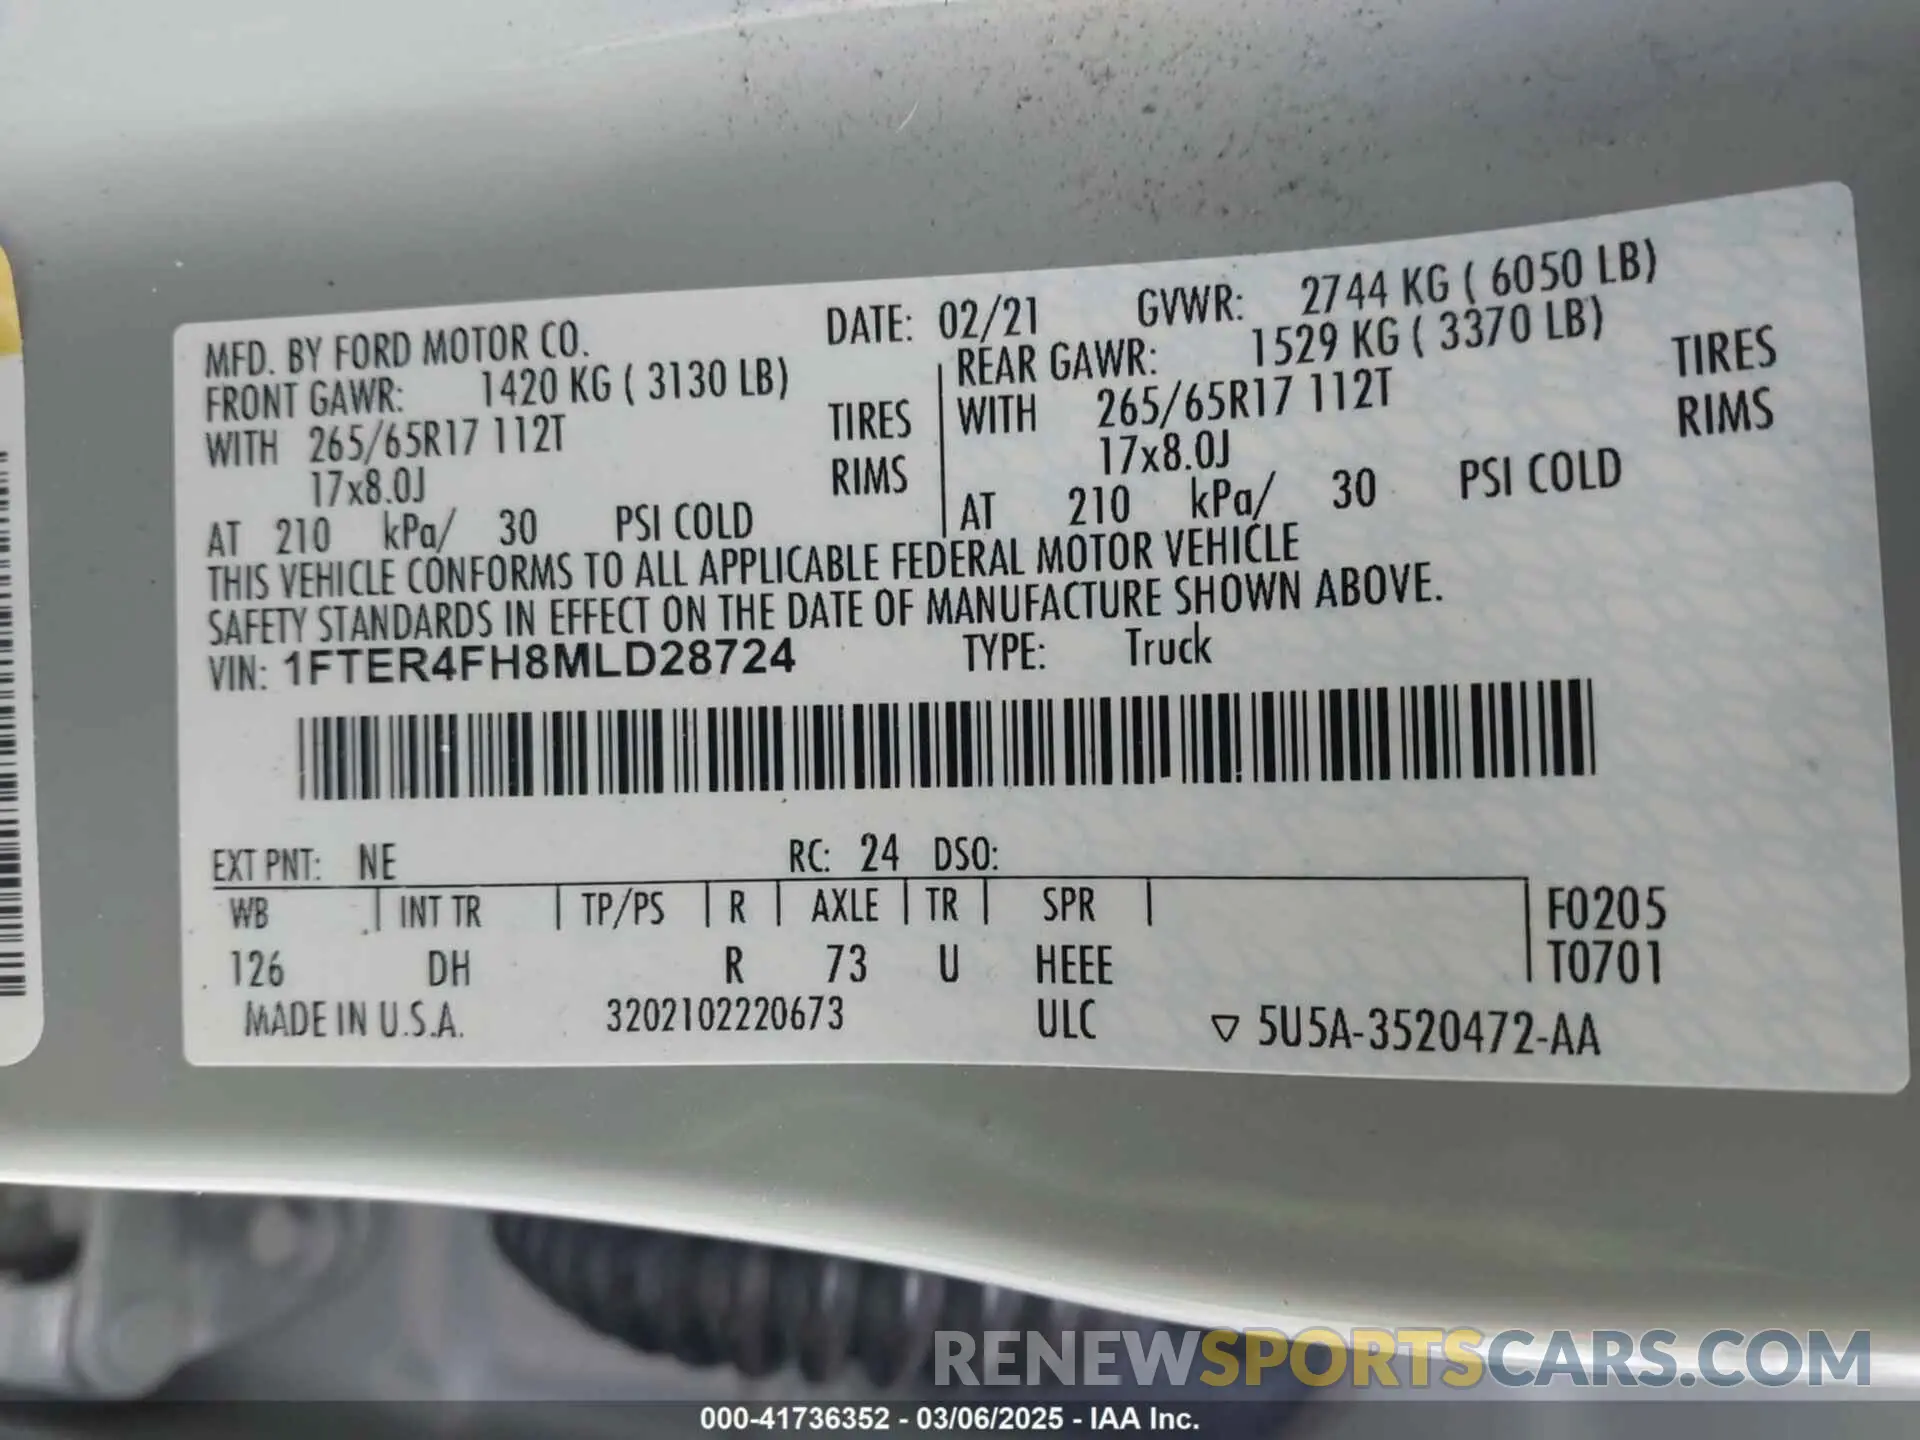 MFD. BY FORD MOTOR CO. DATE: 02/21 GVWR: 2744 KG ( 6050 LB)
FRONT GAWR: 1420 KG ( 3130 LB) REAR GAWR: 1529 KG ( 3370 LB)
WITH 265/65R17 112T TIRES WITH 265/65R17 112T TIRES
17x8.0J RIMS 17x8.0J RIMS
AT 210 kPa/ 30 PSI COLD AT 210 kPa/ 30 PSI COLD
THIS VEHICLE CONFORMS TO ALL APPLICABLE FEDERAL MOTOR VEHICLE
SAFETY STANDARDS IN EFFECT ON THE DATE OF MANUFACTURE SHOWN ABOVE.
VIN: 1FTER4FH8MLD28724 TYPE: Truck
EXT PNT: NE RC: 24 DSO:
WB INT TR TP/PS R AXLE TR SPR F0205
126 DH R 73 U HEEE T0701
MADE IN U.S.A. 3202102220673 ULC ▽ 5U5A-3520472-AA
RENEWSPORTSCARS.COM
000-41736352 - 03/06/2025 - IAA Inc.